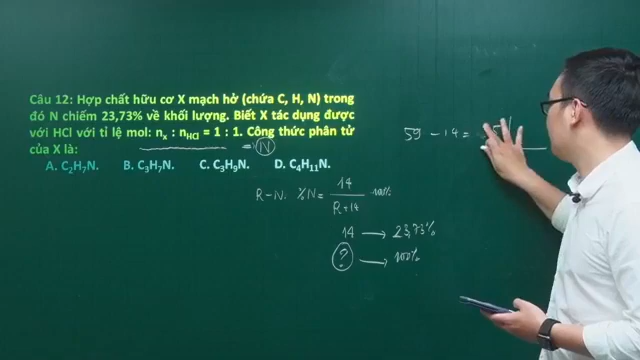 Câu 12: Hợp chất hữu cơ X mạch hở (chứa C, H, N) trong
đó N chiếm 23,73% về khối lượng. Biết X tác dụng được
với HCl với tỉ lệ mol: nx : nHCl = 1 : 1. Công thức phân tử
của X là:
= N
A. C₂H₇N. B. C₃H₇N. C. C₃H₉N. D. C₄H₁₁N.
59 - 14 =
R-N: %N = 14 / R+14 100%
14 → 23,73%
? → 100%